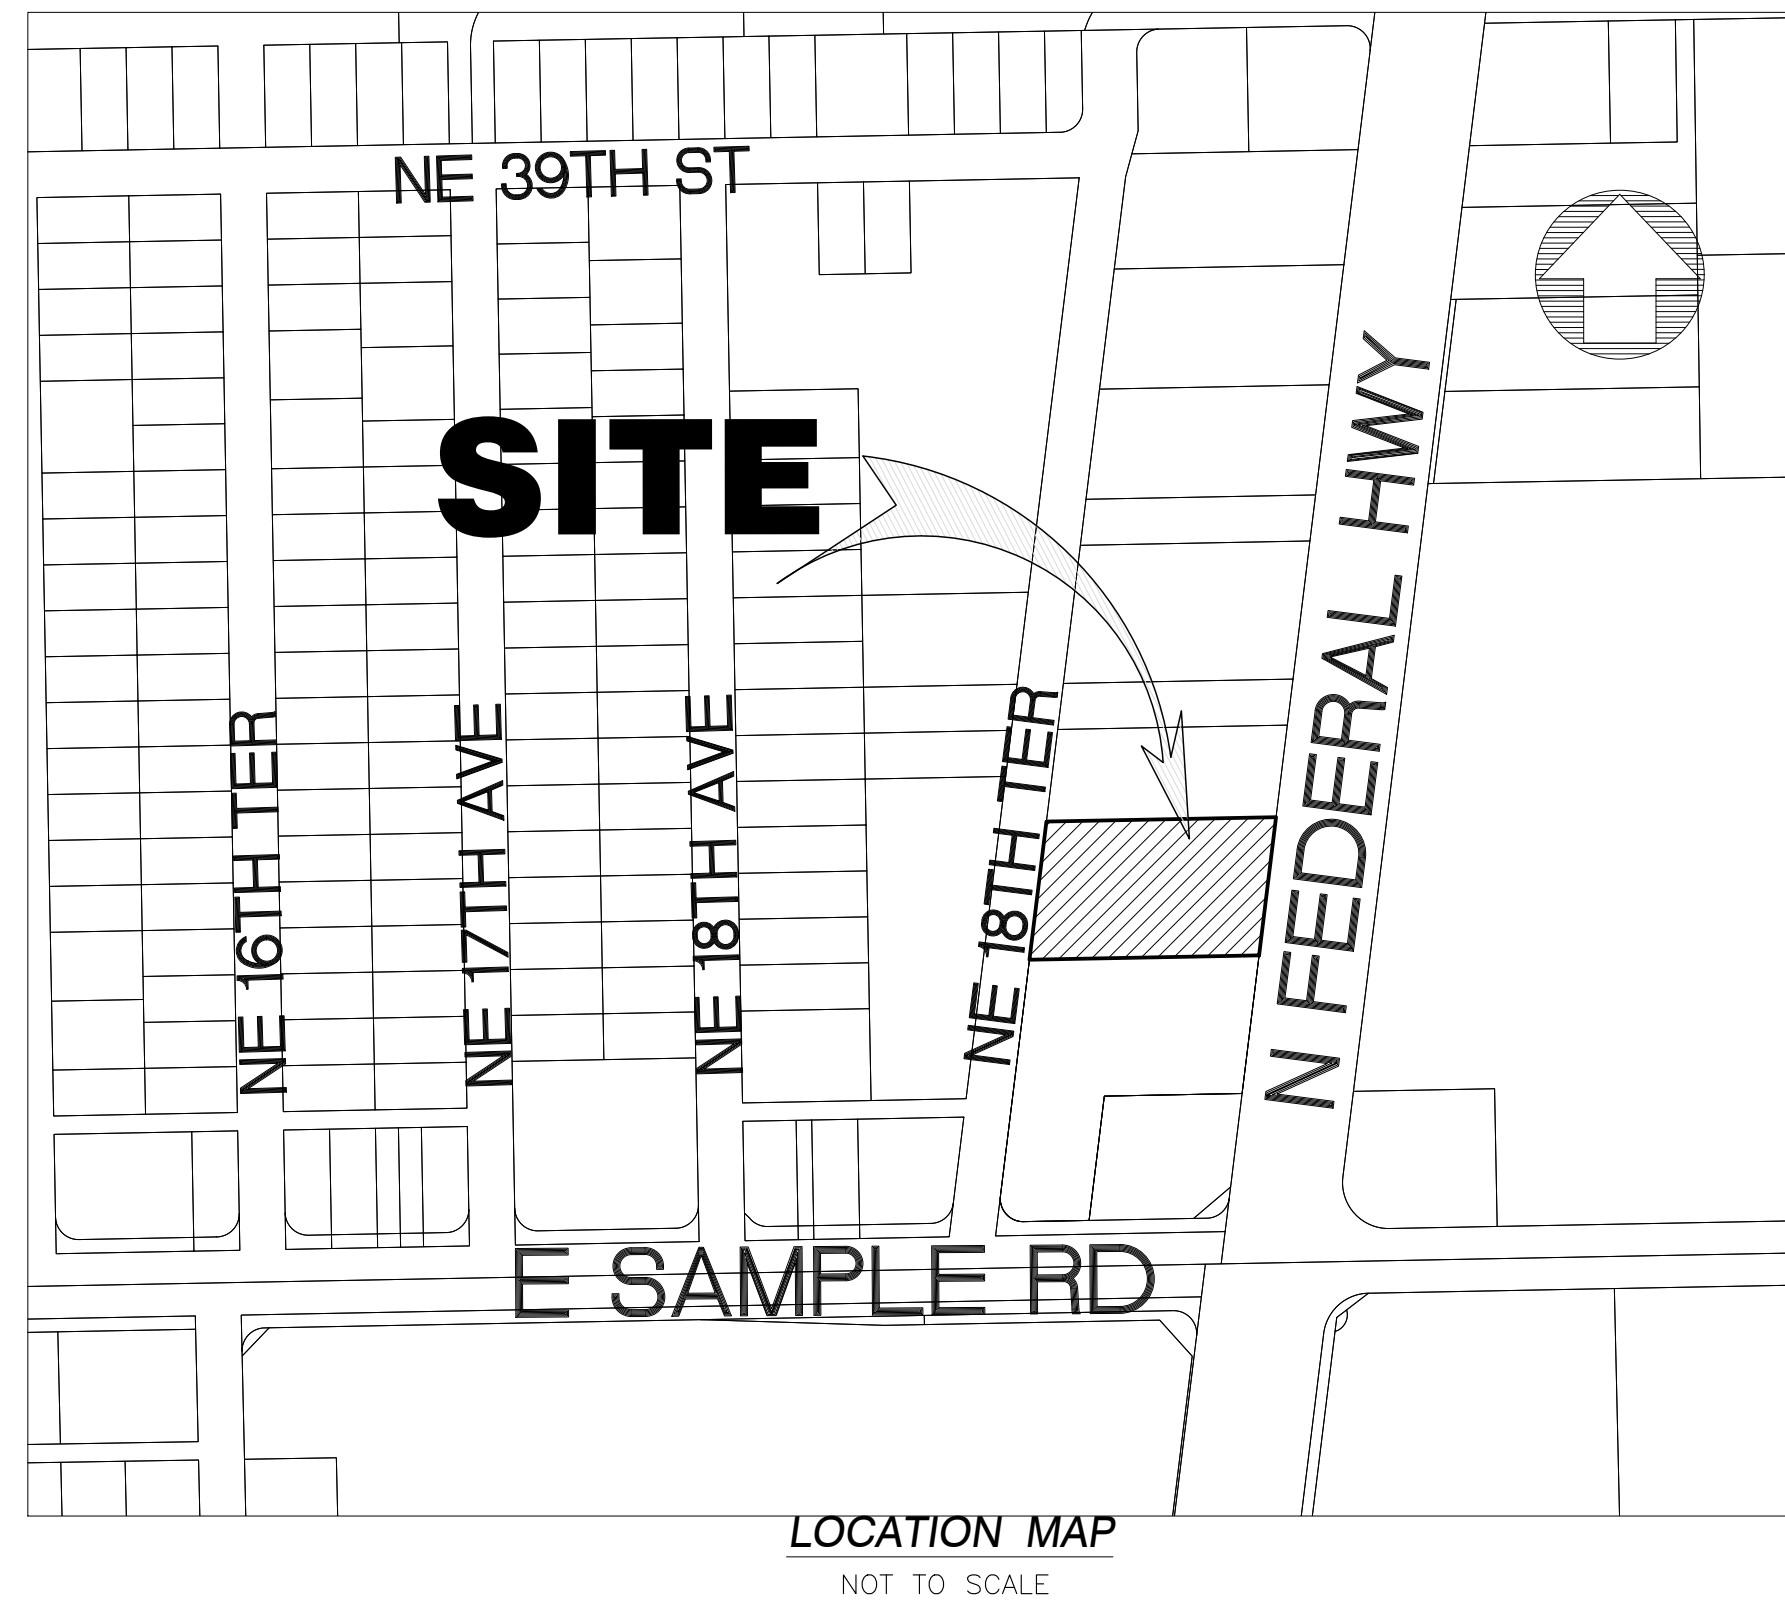 NE 39TH ST
SITE
N FEDERAL HWY
NE 16TH TER
NE 17TH AVE
NE 18TH AVE
NE 18TH TER
E SAMPLE RD
LOCATION MAP
NOT TO SCALE